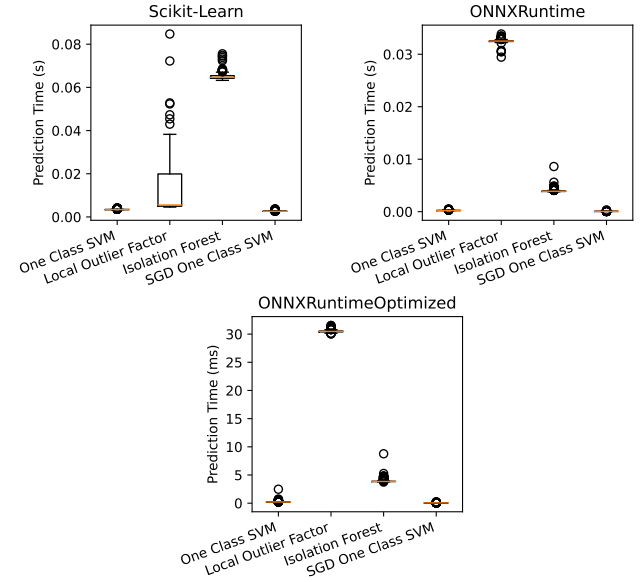 Scikit-Learn
0.08
0.06
0.04
0.02
0.00
Prediction Time (s)
One Class SVM
Local Outlier Factor
Isolation Forest
SGD One Class SVM
ONNXRuntime
0.03
0.02
0.01
0.00
Prediction Time (s)
One Class SVM
Local Outlier Factor
Isolation Forest
SGD One Class SVM
ONNXRuntimeOptimized
30
25
20
15
10
5
0
Prediction Time (ms)
One Class SVM
Local Outlier Factor
Isolation Forest
SGD One Class SVM